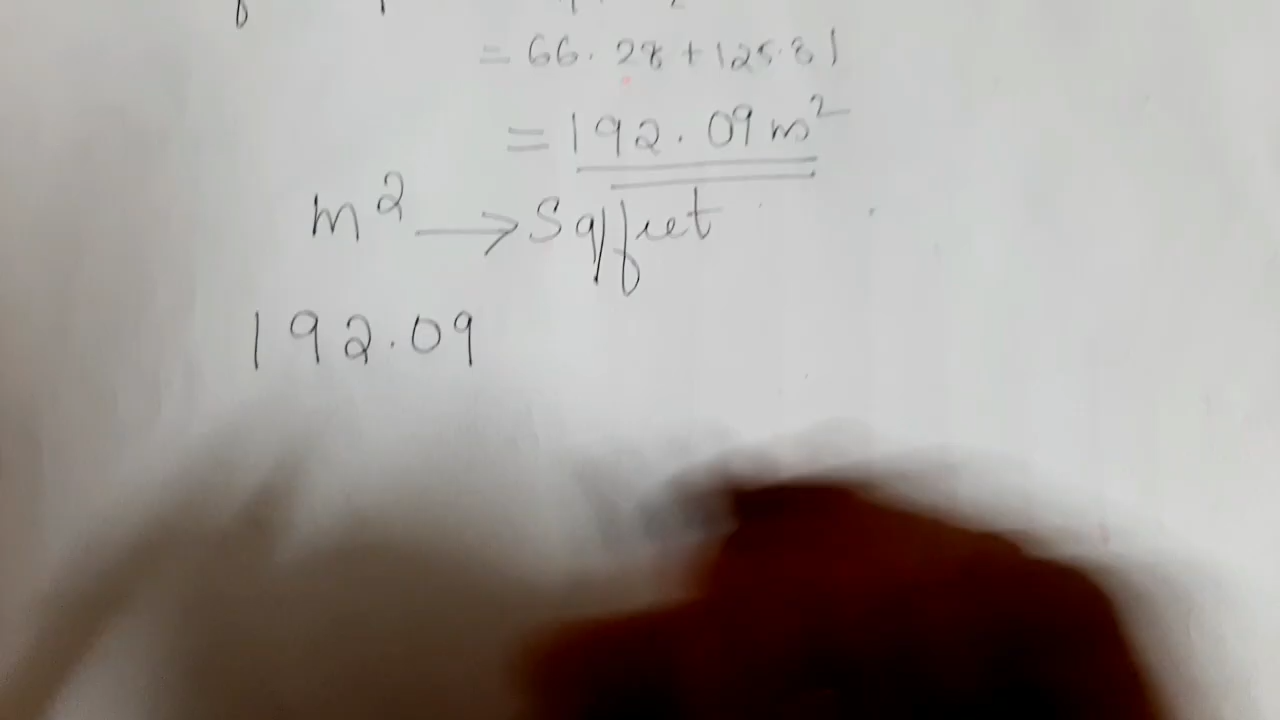 = 66.28 + 125.81
= 192.09 m²
m² → Sqfeet
192.09